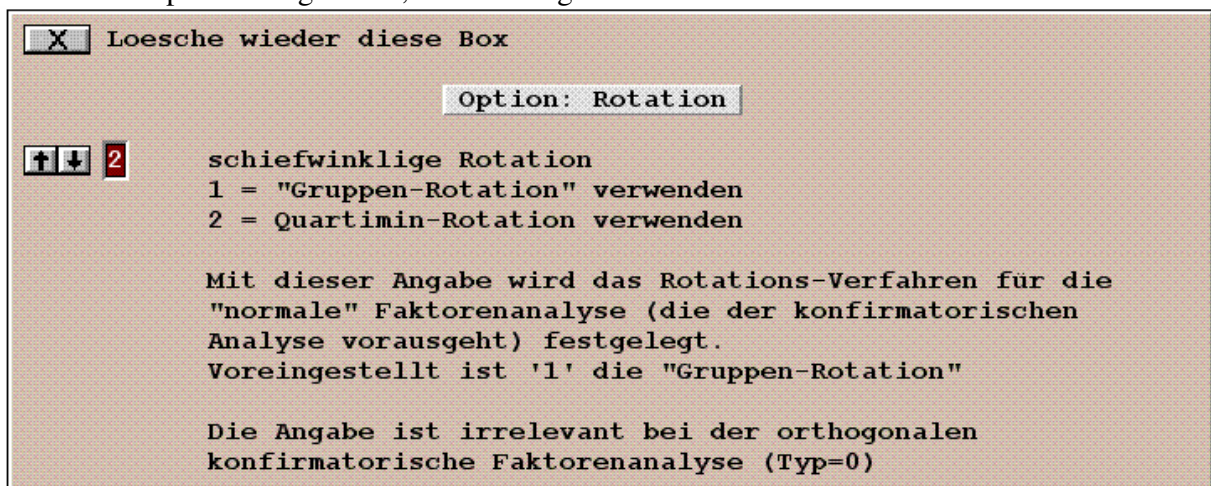 X Loesche wieder diese Box
Option: Rotation
2 schiefwinklige Rotation
1 = "Gruppen-Rotation" verwenden
2 = Quartimin-Rotation verwenden
Mit dieser Angabe wird das Rotations-Verfahren für die
"normale" Faktorenanalyse (die der konfirmatorischen
Analyse vorausgeht) festgelegt.
Voreingestellt ist '1' die "Gruppen-Rotation"
Die Angabe ist irrelevant bei der orthogonalen
konfirmatorische Faktorenanalyse (Typ=0)